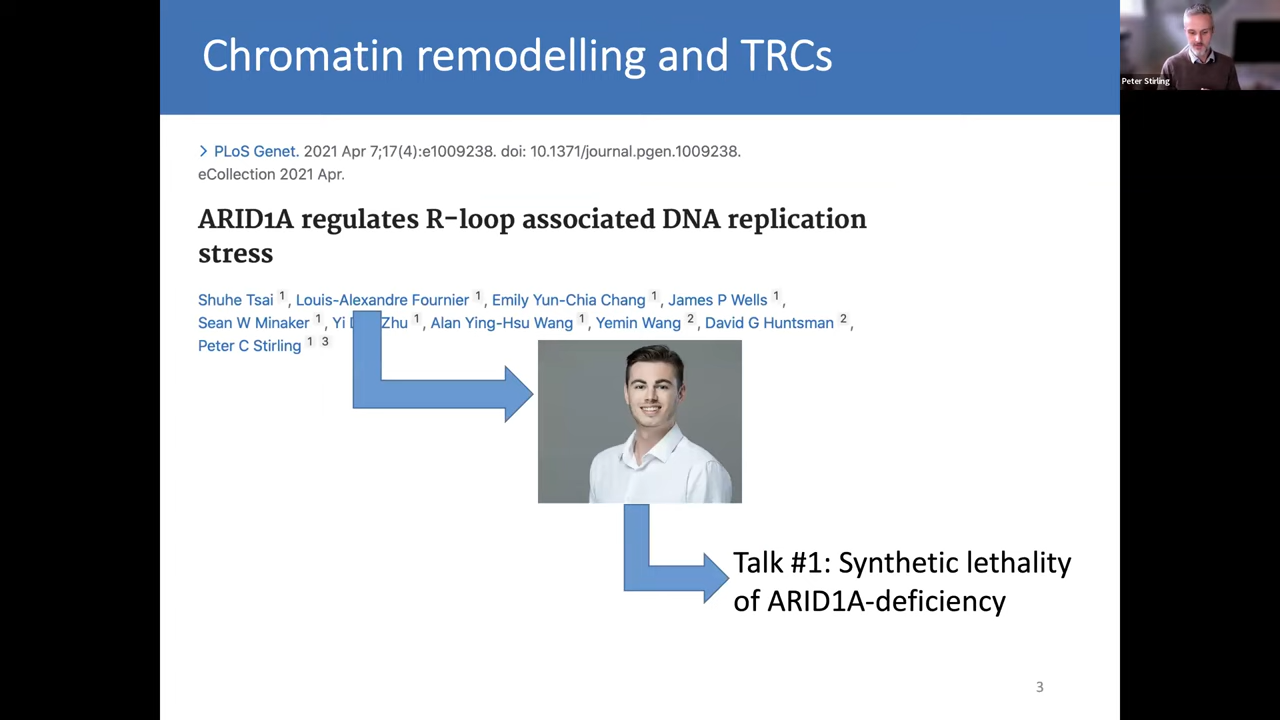 Chromatin remodelling and TRCs
Peter Stirling
> PLoS Genet. 2021 Apr 7;17(4):e1009238. doi: 10.1371/journal.pgen.1009238.
eCollection 2021 Apr.
ARID1A regulates R-loop associated DNA replication
stress
Shuhe Tsai 1, Louis-Alexandre Fournier 1, Emily Yun-Chia Chang 1, James P Wells 1,
Sean W Minaker 1, Yi Zhu 1, Alan Ying-Hsu Wang 1, Yemin Wang 2, David G Huntsman 2,
Peter C Stirling 1 3
Talk #1: Synthetic lethality
of ARID1A-deficiency
3